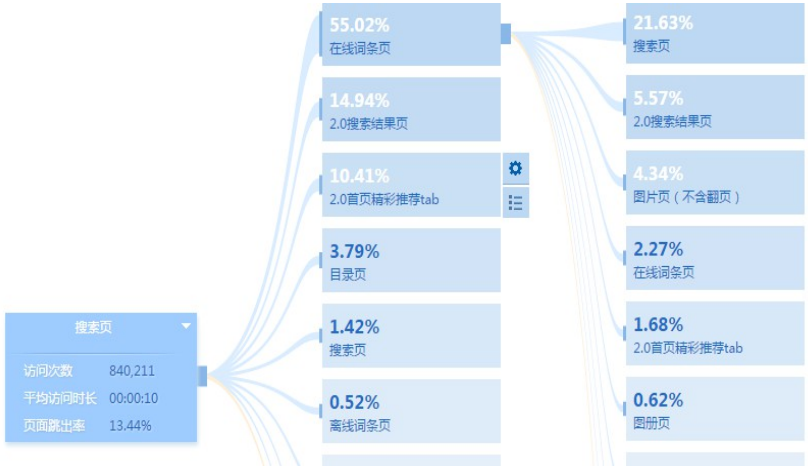 搜索页
访问次数 840,211
平均访问时长 00:00:10
页面跳出率 13.44%
55.02%
在线词条页
14.94%
2.0搜索结果页
10.41%
2.0首页精彩推荐tab
3.79%
目录页
1.42%
搜索页
0.52%
离线词条页
21.63%
搜索页
5.57%
2.0搜索结果页
4.34%
图片页（不含翻页）
2.27%
在线词条页
1.68%
2.0首页精彩推荐tab
0.62%
图册页